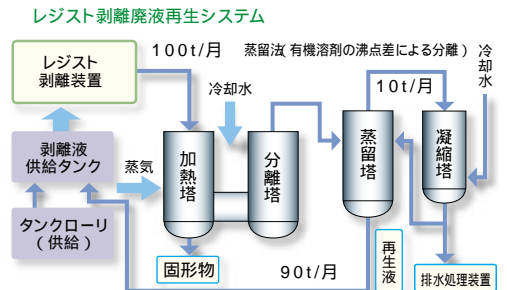 レジスト剥離廃液再生システム
レジスト
剥離装置
100t/月
蒸留法(有機溶剤の沸点差による分離)
冷却水
10t/月
冷却水
剥離液
供給タンク
蒸気
加熱塔
分離塔
蒸留塔
凝縮塔
タンクローリ
(供給)
固形物
90t/月
再生液
排水処理装置